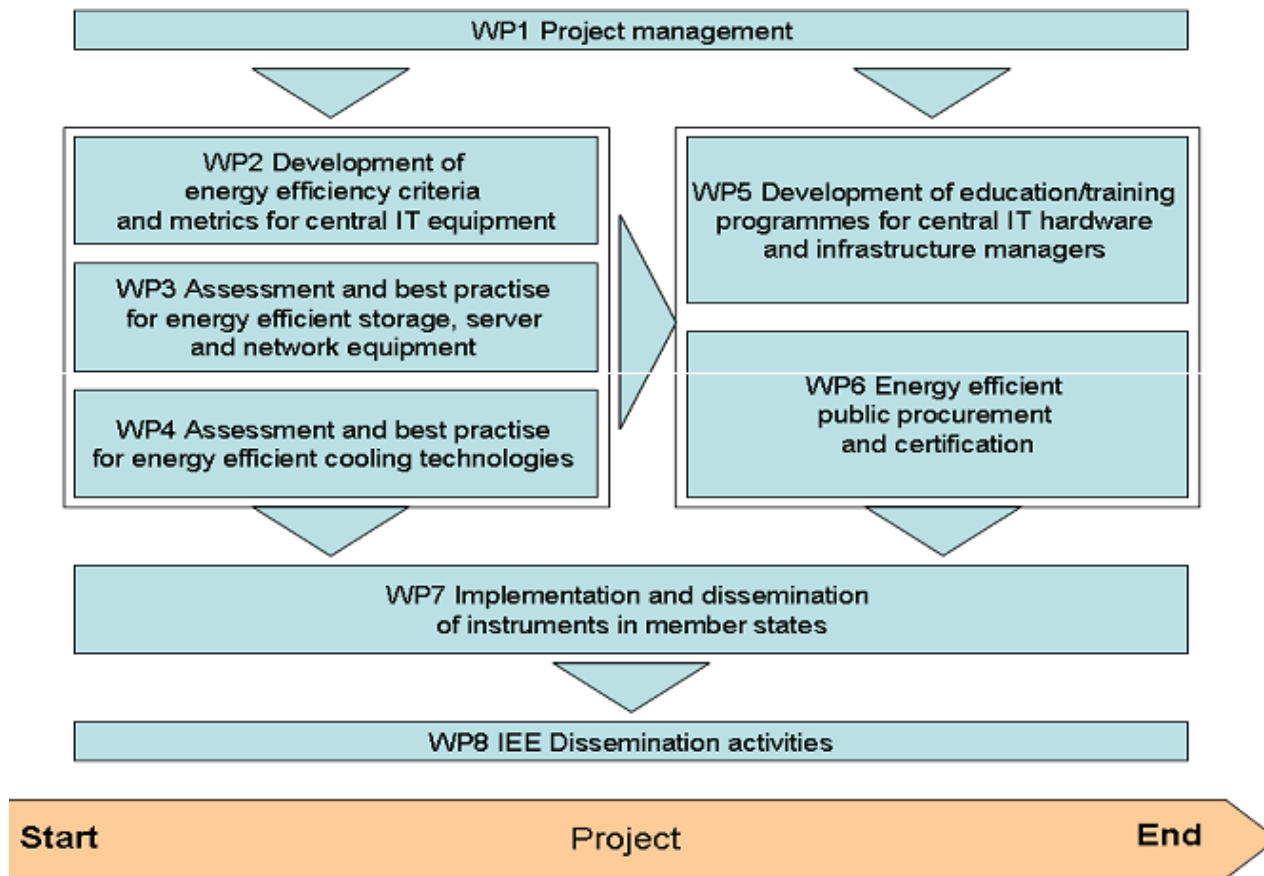 WP1 Project management
WP2 Development of
energy efficiency criteria
and metrics for central IT equipment
WP3 Assessment and best practise
for energy efficient storage, server
and network equipment
WP4 Assessment and best practise
for energy efficient cooling technologies
WP5 Development of education/training
programmes for central IT hardware
and infrastructure managers
WP6 Energy efficient
public procurement
and certification
WP7 Implementation and dissemination
of instruments in member states
WP8 IEE Dissemination activities
Start Project End